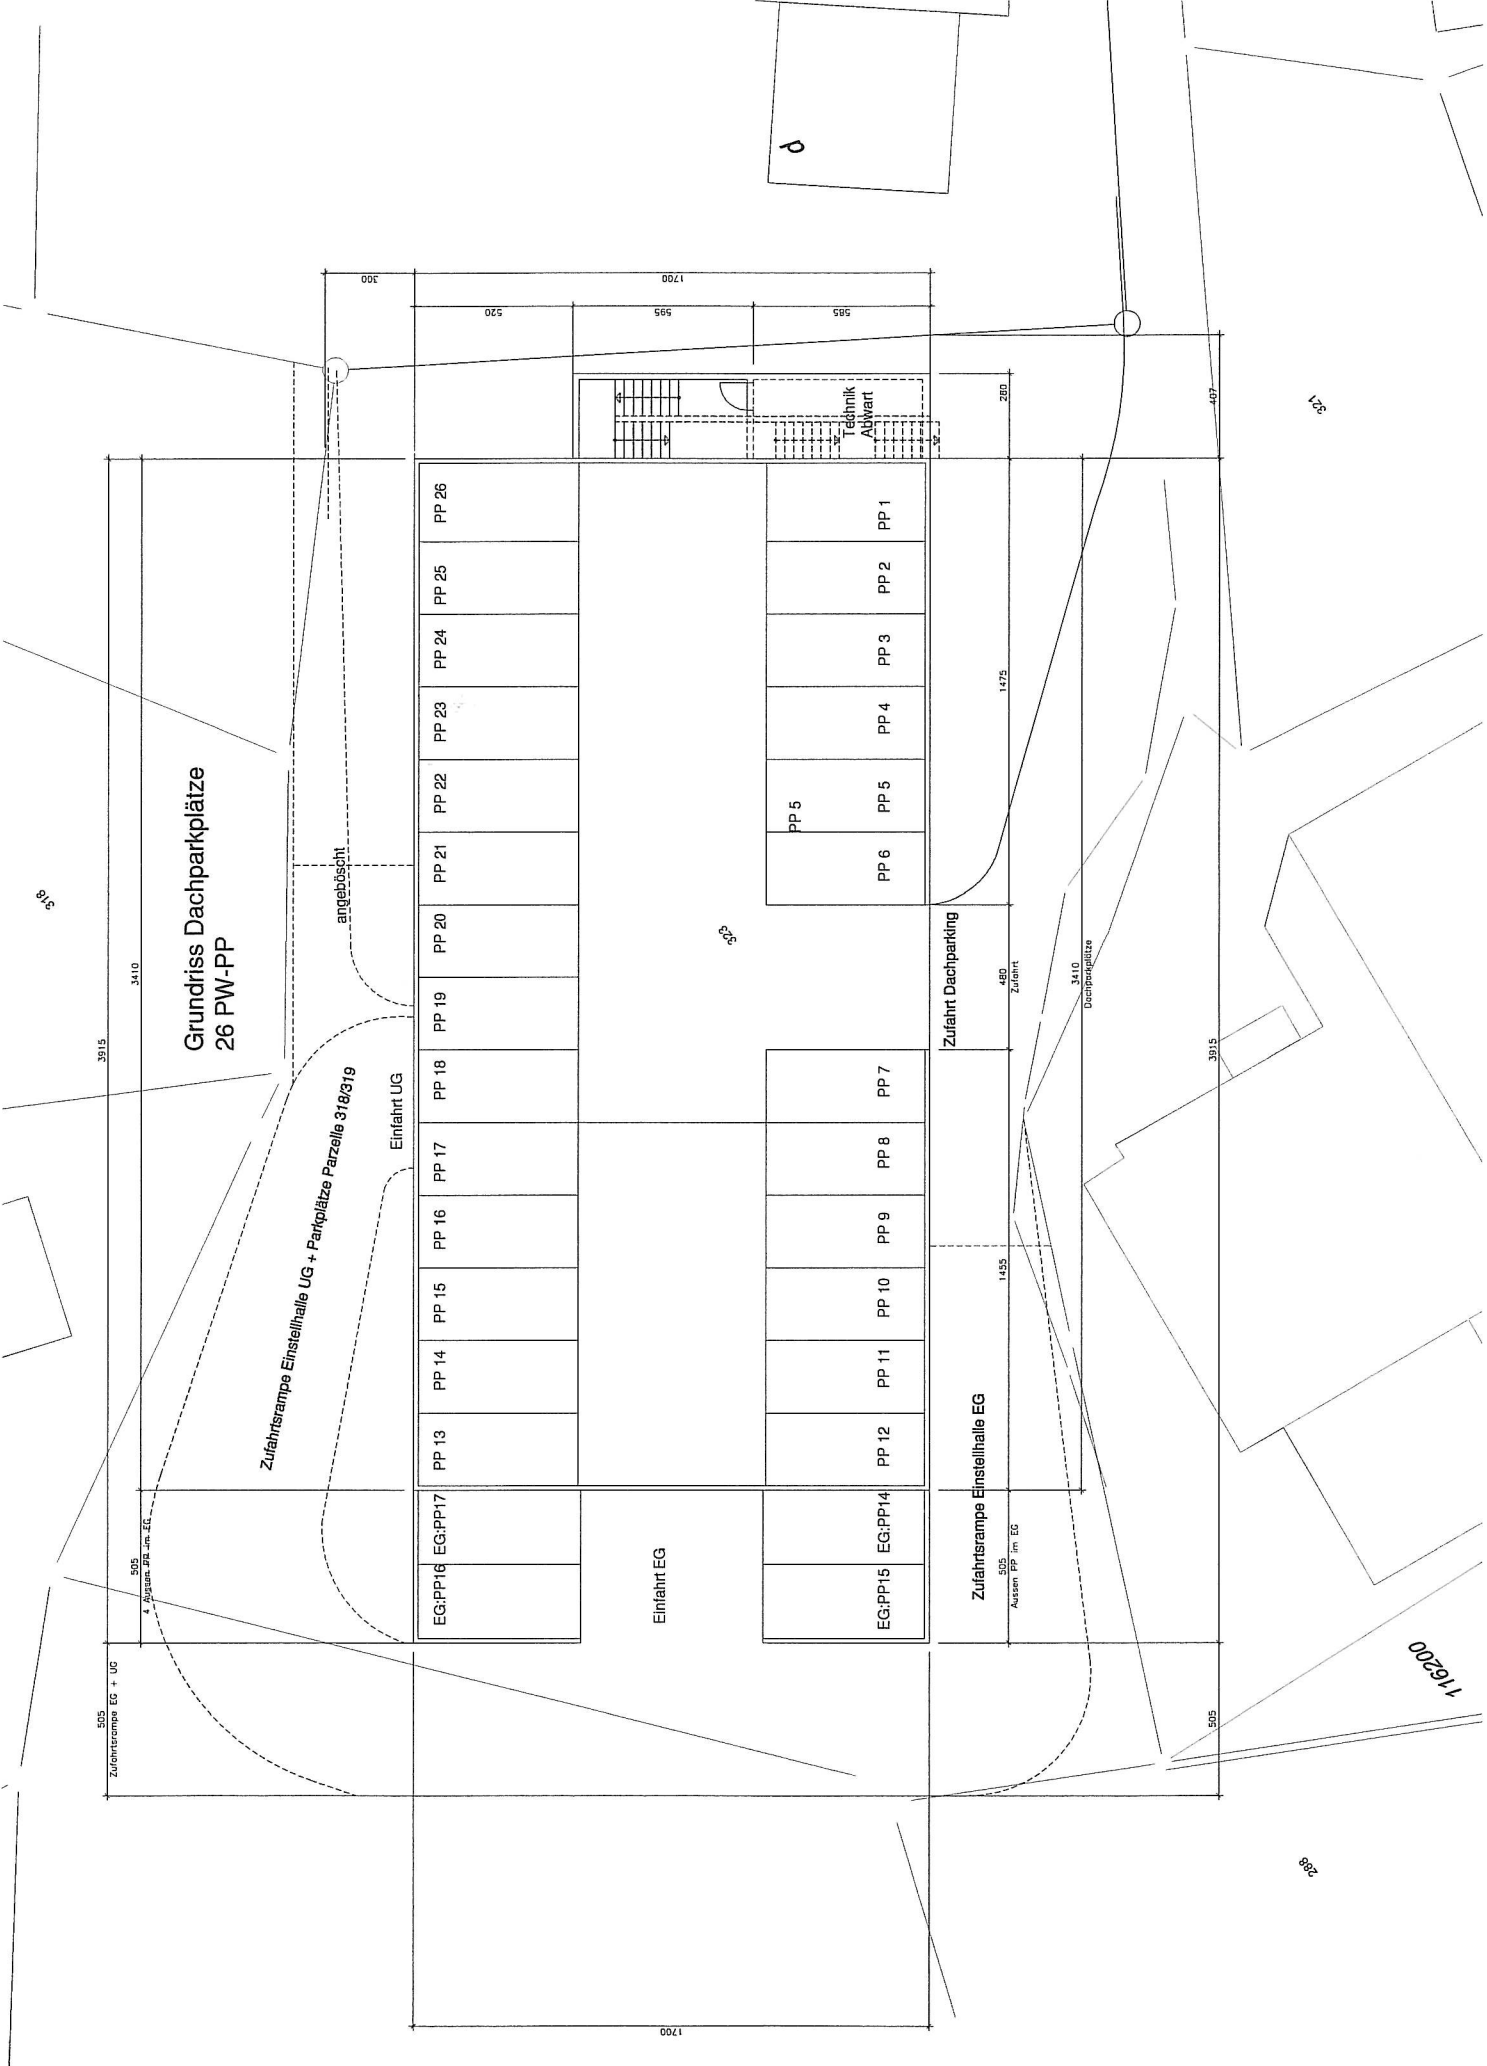 Grundriss Dachparkplätze
26 PW-PP
318
321
323
288
116200
p
3915
3410
505
4 Aussen PP im EG
505
Zufahrtsrampe EG + UG
angeböscht
Zufahrtsrampe Einstellhalle UG + Parkplätze Parzelle 318/319
Einfahrt UG
300
1700
520
595
585
Technik
Abwart
PP 26
PP 25
PP 24
PP 23
PP 22
PP 21
PP 20
PP 19
PP 18
PP 17
PP 16
PP 15
PP 14
PP 13
EG:PP17
EG:PP16
Einfahrt EG
PP 1
PP 2
PP 3
PP 4
PP 5
PP 5
PP 6
PP 7
PP 8
PP 9
PP 10
PP 11
PP 12
EG:PP14
EG:PP15
Zufahrt Dachparking
Zufahrtsrampe Einstellhalle EG
280
1475
480
Zufahrt
1455
505
Aussen PP im EG
3410
Dachparkplätze
407
3915
505
1700